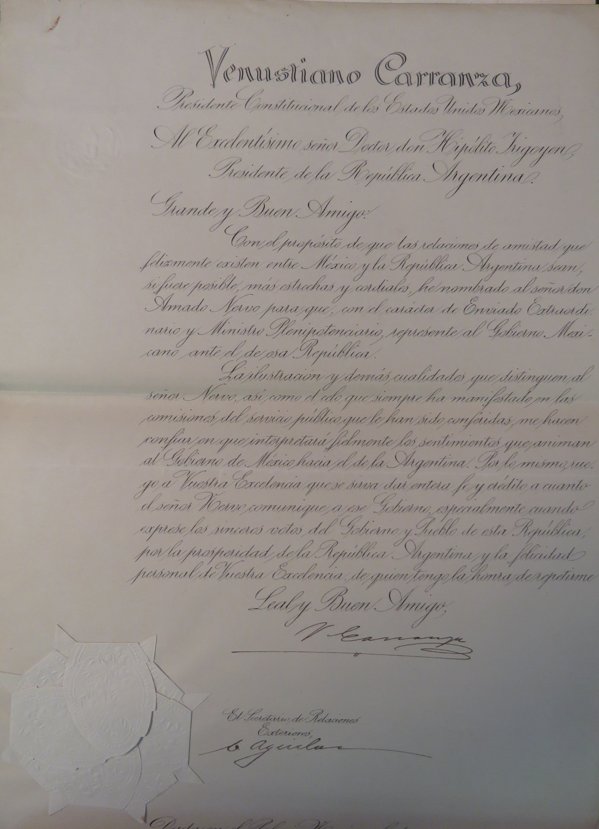 Venustiano Carranza,
Presidente Constitucional de los Estados Unidos Mexicanos,
Al Excelentísimo señor Doctor don Hipólito Irigoyen,
Presidente de la República Argentina.
Grande y Buen Amigo:
Con el propósito de que las relaciones de amistad que
felizmente existen entre México y la República Argentina sean,
si fuere posible, más estrechas y cordiales, he nombrado al señor don
Amado Nervo para que, con el carácter de Enviado Extraordi-
nario y Ministro Plenipotenciario, represente al Gobierno Mexi-
cano ante el de esa República.
La ilustración y demás cualidades que distinguen al
señor Nervo, así como el celo que siempre ha manifestado en las
comisiones del servicio público que le han sido conferidas, me hacen
confiar en que interpretará fielmente los sentimientos que animan
al Gobierno de México hacia el de la Argentina. Por lo mismo, rue-
go a Vuestra Excelencia que se sirva dar entera fe y crédito a cuanto
el señor Nervo comunique a ese Gobierno, especialmente cuando
exprese los sinceros votos del Gobierno y Pueblo de esta República,
por la prosperidad de la República Argentina y la felicidad
personal de Vuestra Excelencia, de quien tengo la honra de repetirme
Leal y Buen Amigo,
V Carranza
El Secretario de Relaciones
Exteriores,
C Aguilar